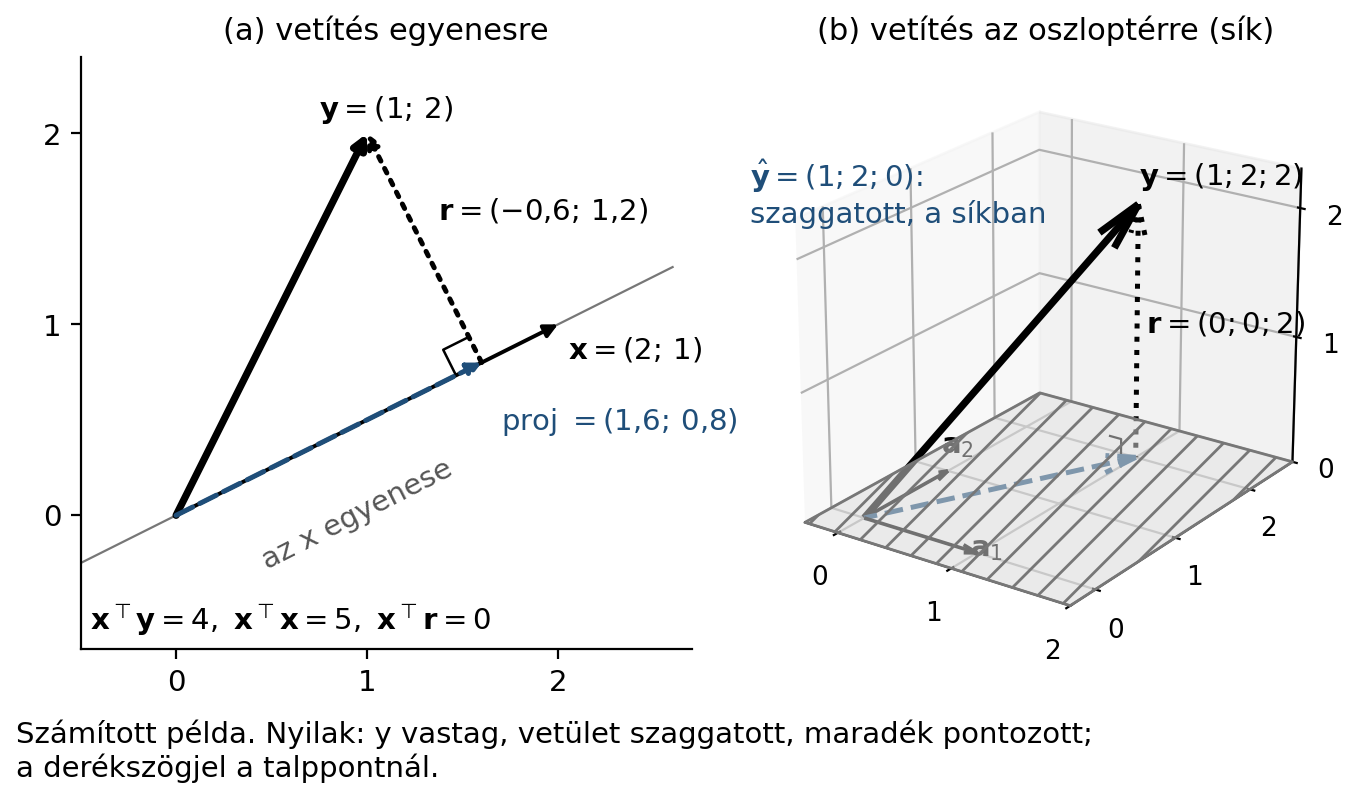 (a) vetítés egyenesre
y = (1; 2)
r = (−0,6; 1,2)
x = (2; 1)
proj = (1,6; 0,8)
az x egyenese
x⊤y = 4, x⊤x = 5, x⊤r = 0
2
1
0
0 1 2
(b) vetítés az oszloptérre (sík)
ŷ = (1; 2; 0):
szaggatott, a síkban
y = (1; 2; 2)
r = (0; 0; 2)
a₂
a₁
2
1
0
0
1
2
0
1
2
Számított példa. Nyilak: y vastag, vetület szaggatott, maradék pontozott;
a derékszögjel a talppontnál.